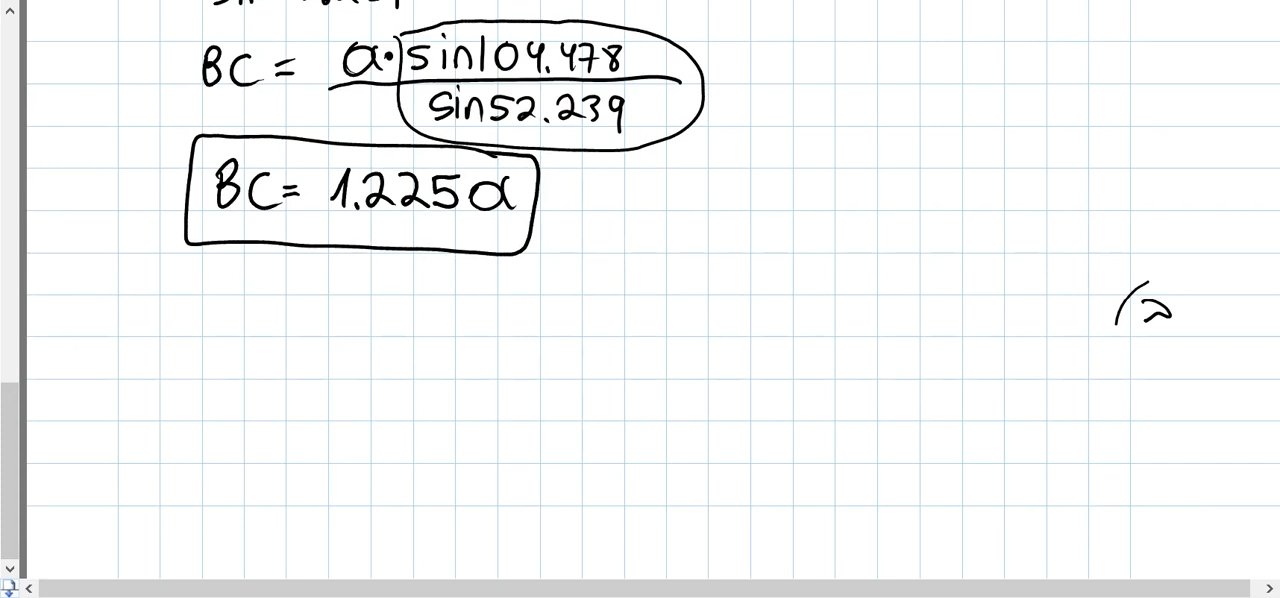 BC = a·sin104.478
sin52.239
BC = 1.225a